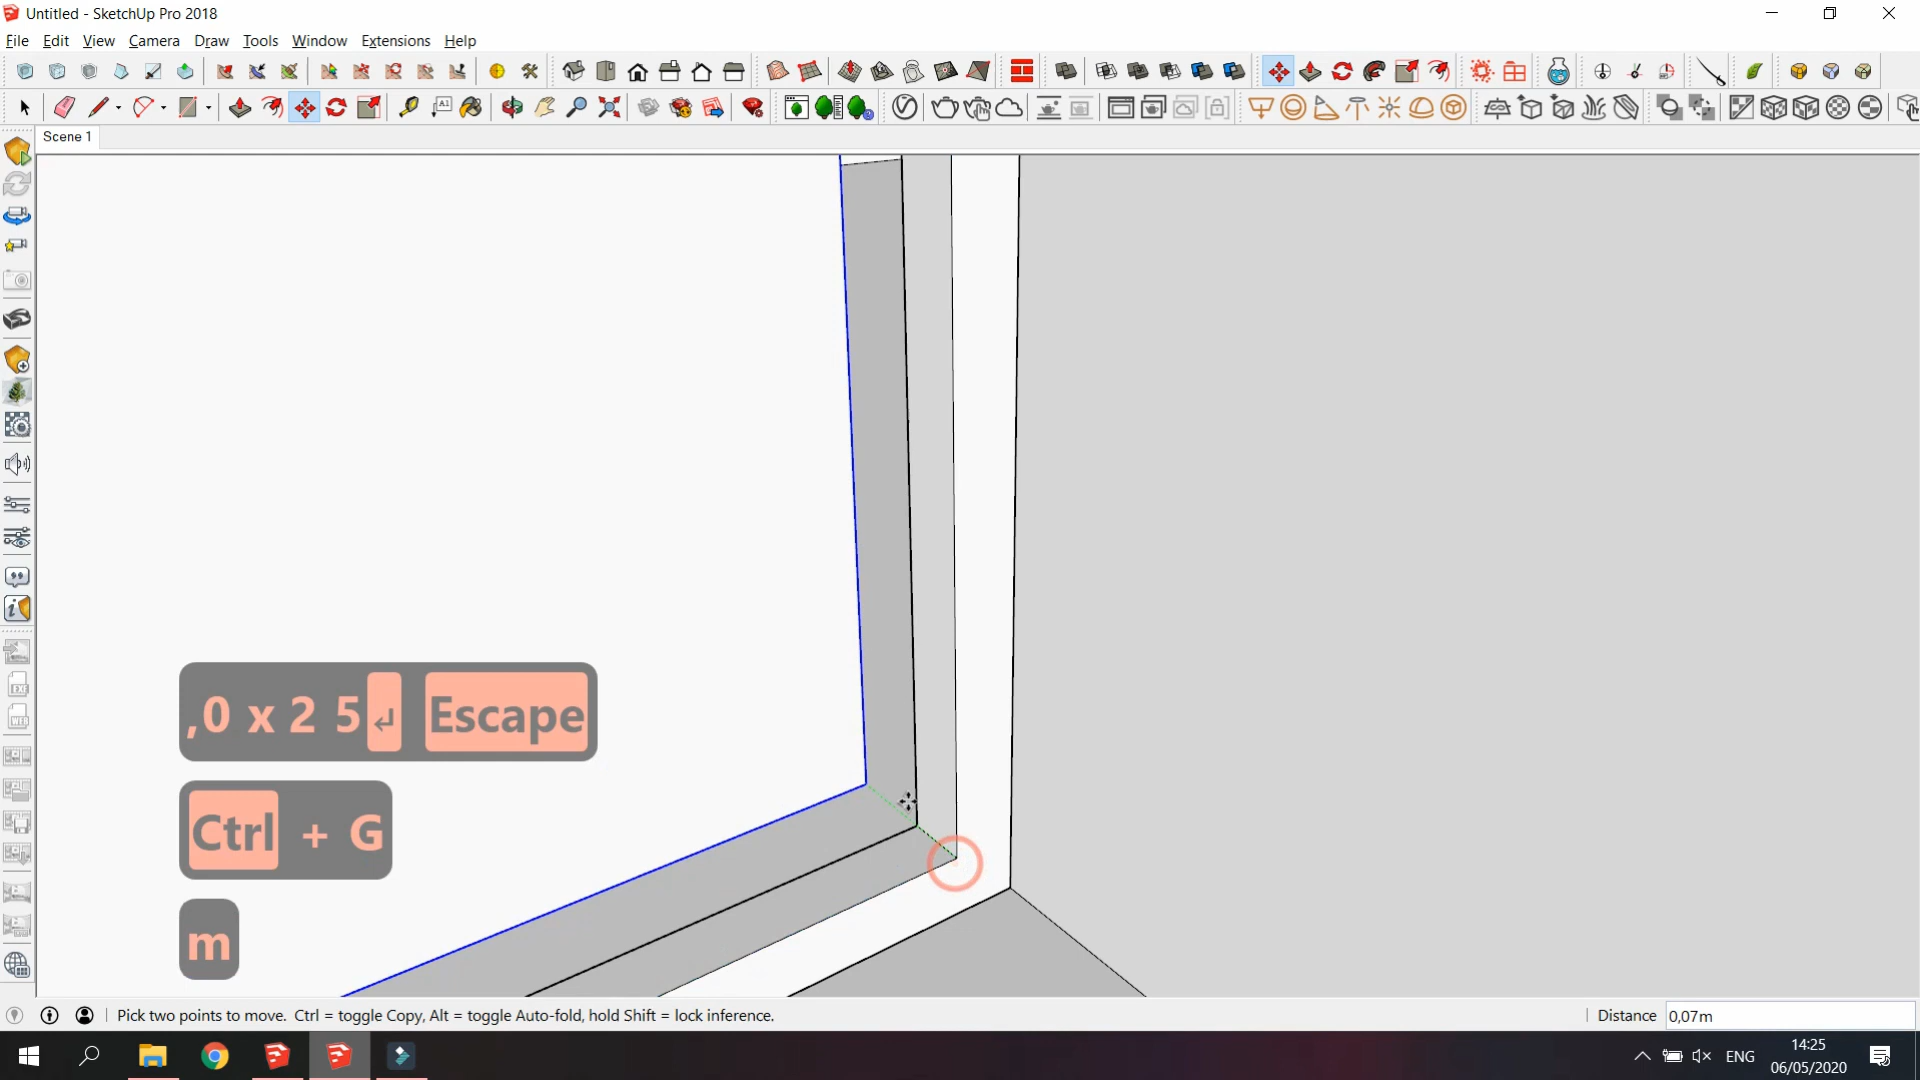 Untitled - SketchUp Pro 2018
File Edit View Camera Draw Tools Window Extensions Help
A1
Scene 1
,0 x 2 5↵ Escape
Ctrl + G
m
Pick two points to move. Ctrl = toggle Copy, Alt = toggle Auto-fold, hold Shift = lock inference.
Distance 0,07m
ENG
14:25
06/05/2020